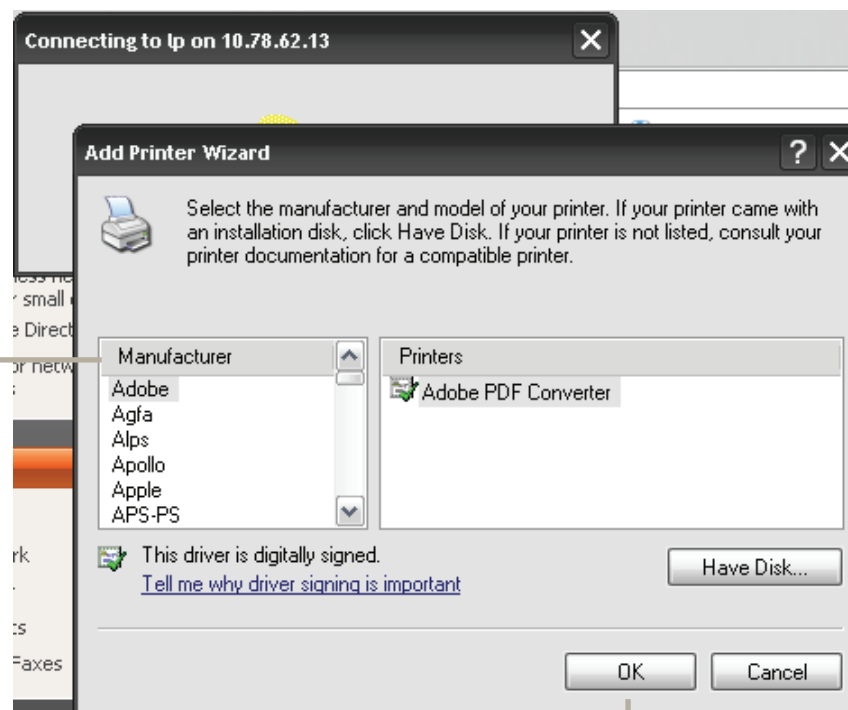 Connecting to lp on 10.78.62.13
Add Printer Wizard
Select the manufacturer and model of your printer. If your printer came with
an installation disk, click Have Disk. If your printer is not listed, consult your
printer documentation for a compatible printer.
small
Direct
or netw
Manufacturer
Adobe
Agfa
Alps
Apollo
Apple
APS-PS
Printers
Adobe PDF Converter
This driver is digitally signed.
Tell me why driver signing is important
Have Disk...
rk
ts
Faxes
OK
Cancel